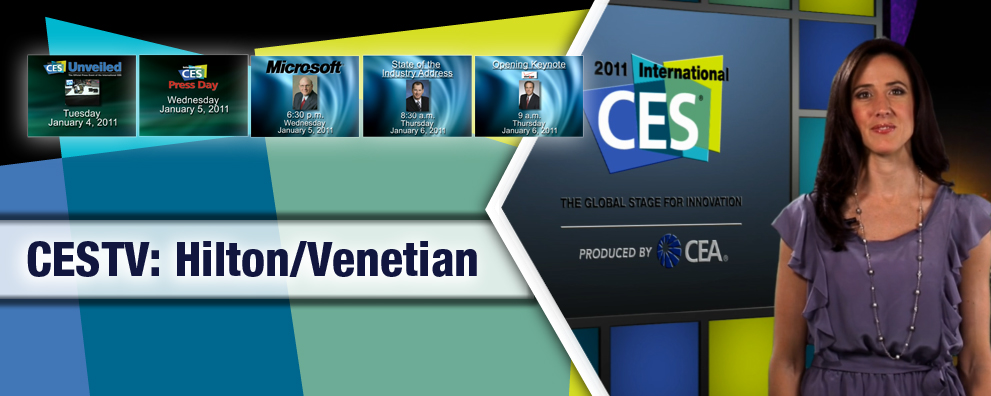 CES Unveiled
Tuesday
January 4, 2011
CES
Press Day
Wednesday
January 5, 2011
Microsoft
6:30 p.m.
Wednesday
January 5, 2011
State of the
Industry Address
8:30 a.m.
Thursday
January 6, 2011
Opening Keynote
9 a.m.
Thursday
January 6, 2011
2011 International
CES®
THE GLOBAL STAGE FOR INNOVATION
PRODUCED BY CEA®
CESTV: Hilton/Venetian